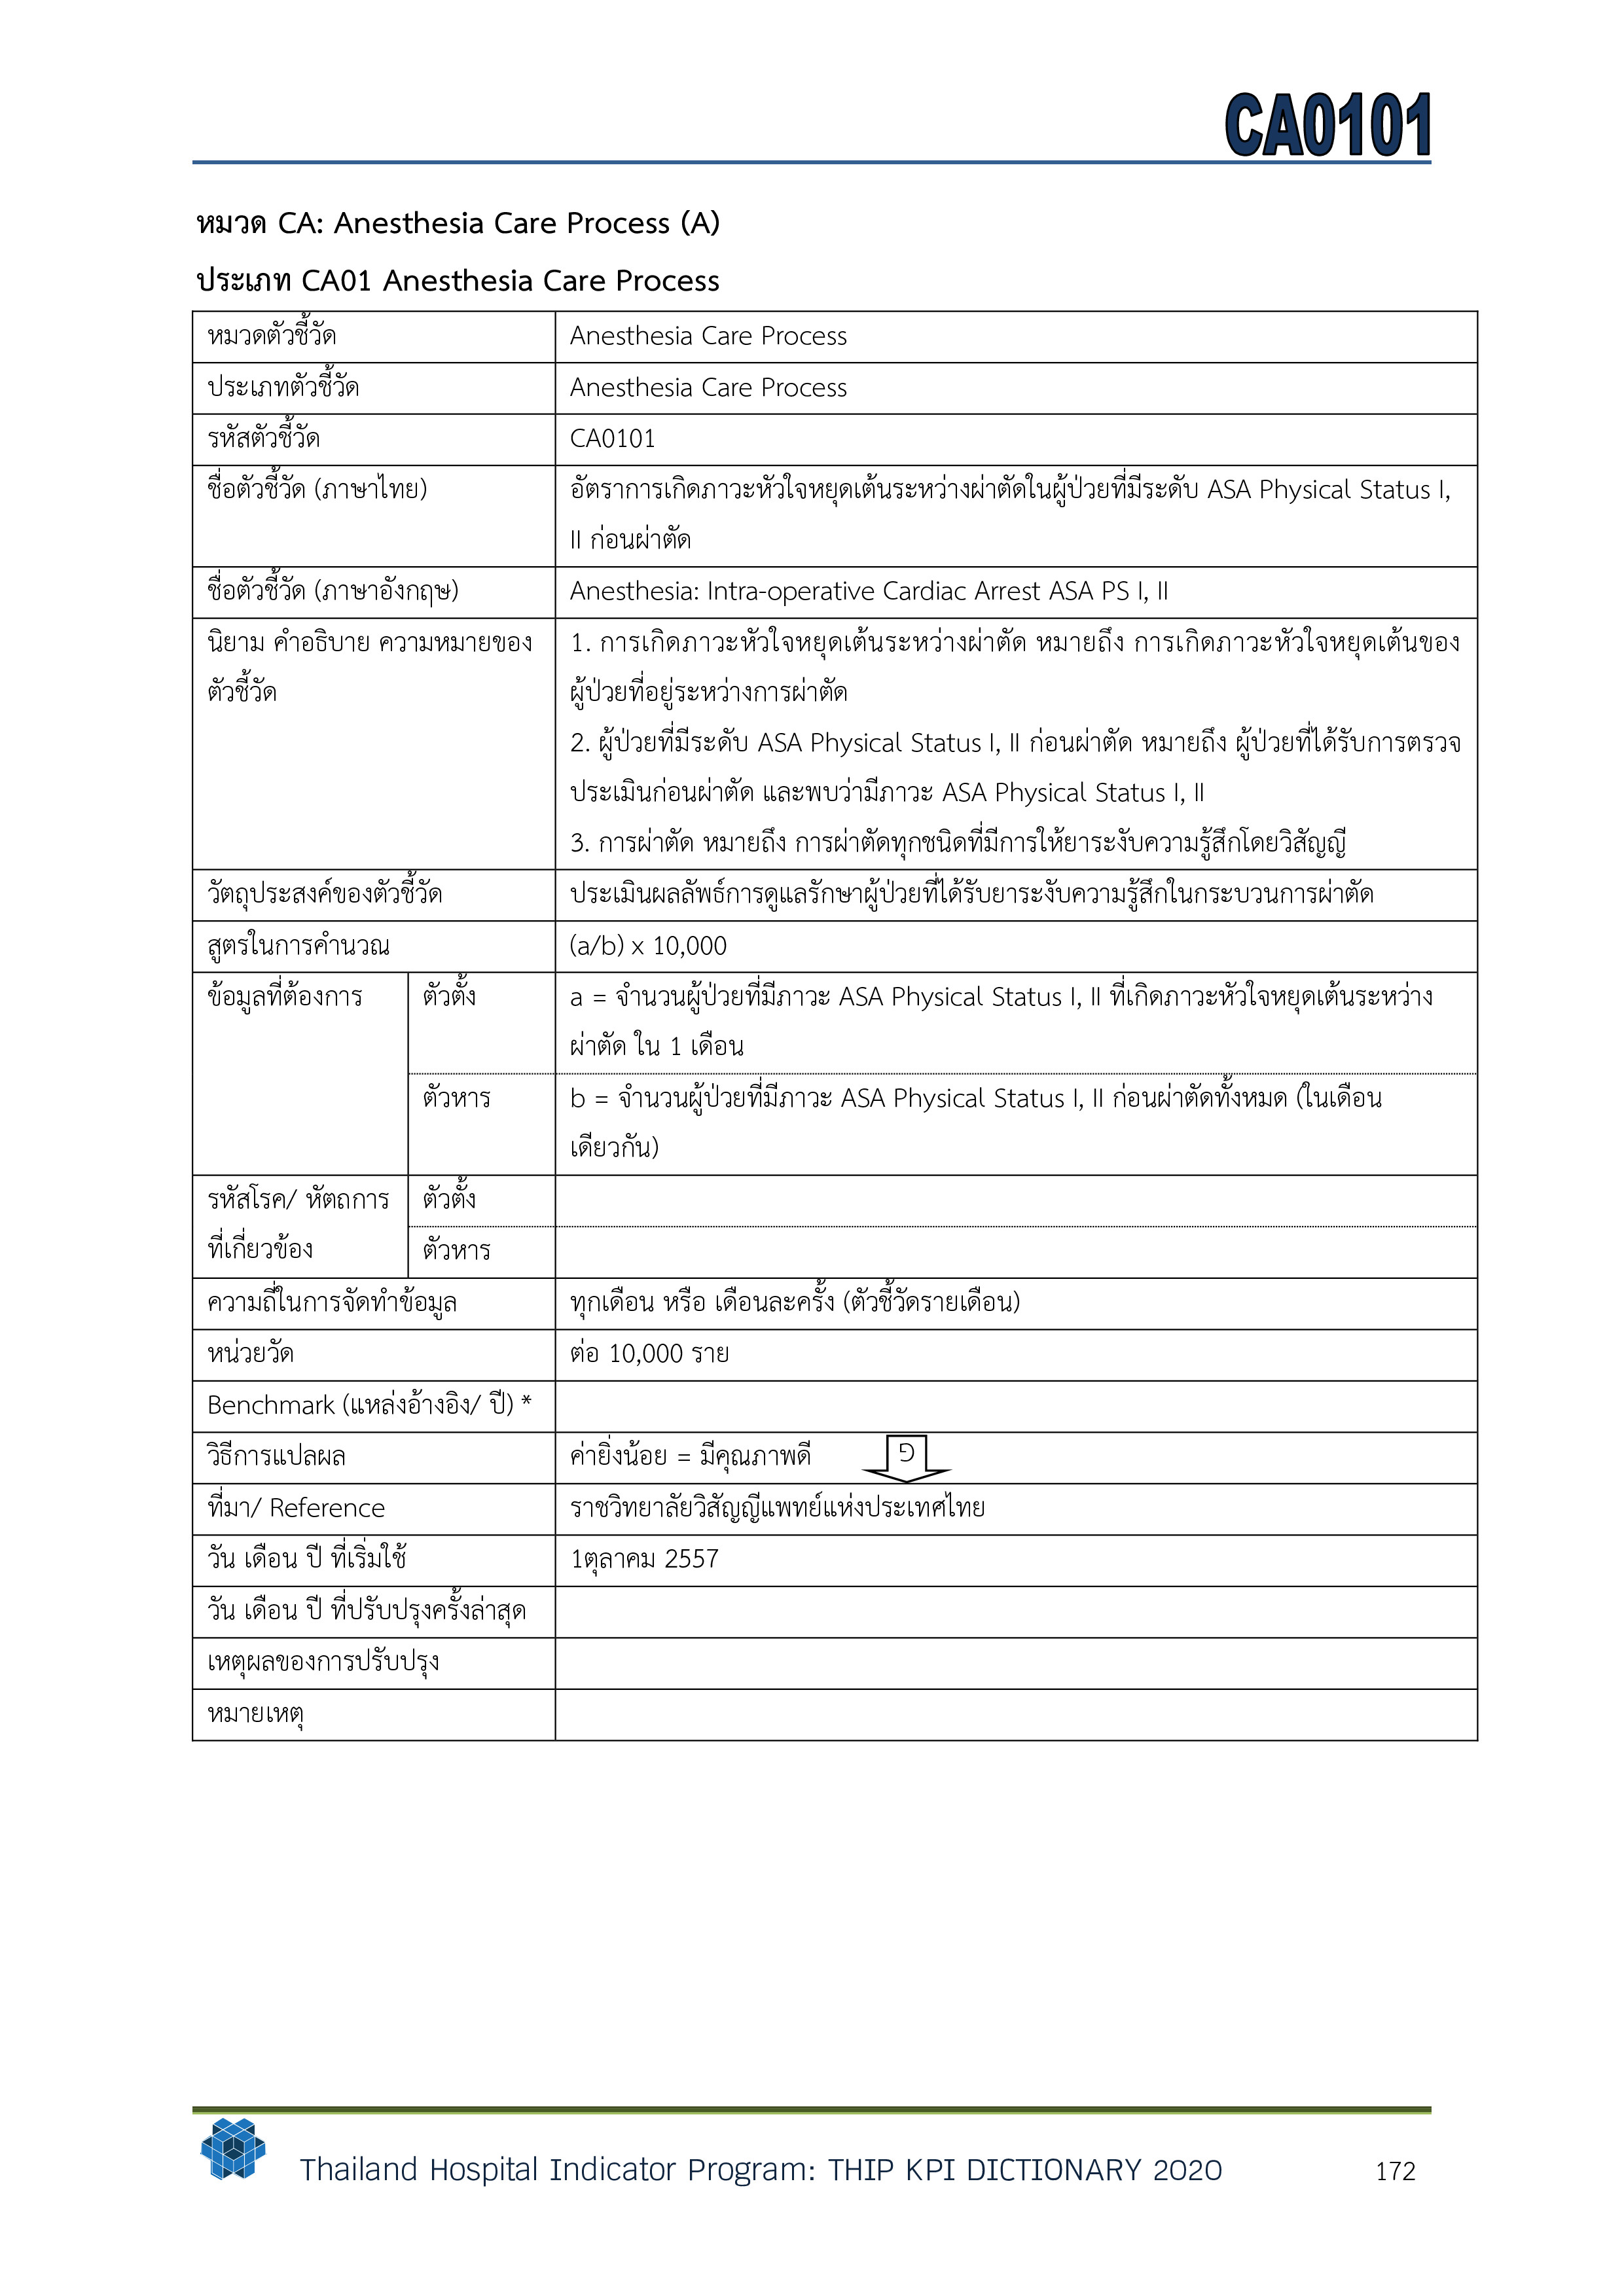 CA0101
หมวด CA: Anesthesia Care Process (A)
ประเภท CA01 Anesthesia Care Process
หมวดตัวชี้วัด Anesthesia Care Process
ประเภทตัวชี้วัด Anesthesia Care Process
รหัสตัวชี้วัด CA0101
ชื่อตัวชี้วัด (ภาษาไทย) อัตราการเกิดภาวะหัวใจหยุดเต้นระหว่างผ่าตัดในผู้ป่วยที่มีระดับ ASA Physical Status I,
II ก่อนผ่าตัด
ชื่อตัวชี้วัด (ภาษาอังกฤษ) Anesthesia: Intra-operative Cardiac Arrest ASA PS I, II
นิยาม คำอธิบาย ความหมายของ 1. การเกิดภาวะหัวใจหยุดเต้นระหว่างผ่าตัด หมายถึง การเกิดภาวะหัวใจหยุดเต้นของ
ตัวชี้วัด ผู้ป่วยที่อยู่ระหว่างการผ่าตัด
2. ผู้ป่วยที่มีระดับ ASA Physical Status I, II ก่อนผ่าตัด หมายถึง ผู้ป่วยที่ได้รับการตรวจ
ประเมินก่อนผ่าตัด และพบว่ามีภาวะ ASA Physical Status I, II
3. การผ่าตัด หมายถึง การผ่าตัดทุกชนิดที่มีการให้ยาระงับความรู้สึกโดยวิสัญญี
วัตถุประสงค์ของตัวชี้วัด ประเมินผลลัพธ์การดูแลรักษาผู้ป่วยที่ได้รับยาระงับความรู้สึกในกระบวนการผ่าตัด
สูตรในการคำนวณ (a/b) x 10,000
ข้อมูลที่ต้องการ ตัวตั้ง a = จำนวนผู้ป่วยที่มีภาวะ ASA Physical Status I, II ที่เกิดภาวะหัวใจหยุดเต้นระหว่าง
ผ่าตัด ใน 1 เดือน
ตัวหาร b = จำนวนผู้ป่วยที่มีภาวะ ASA Physical Status I, II ก่อนผ่าตัดทั้งหมด (ในเดือน
เดียวกัน)
รหัสโรค/ หัตถการ ตัวตั้ง
ที่เกี่ยวข้อง ตัวหาร
ความถี่ในการจัดทำข้อมูล ทุกเดือน หรือ เดือนละครั้ง (ตัวชี้วัดรายเดือน)
หน่วยวัด ต่อ 10,000 ราย
Benchmark (แหล่งอ้างอิง/ ปี) *
วิธีการแปลผล ค่ายิ่งน้อย = มีคุณภาพดี
ที่มา/ Reference ราชวิทยาลัยวิสัญญีแพทย์แห่งประเทศไทย
วัน เดือน ปี ที่เริ่มใช้ 1ตุลาคม 2557
วัน เดือน ปี ที่ปรับปรุงครั้งล่าสุด
เหตุผลของการปรับปรุง
หมายเหตุ
Thailand Hospital Indicator Program: THIP KPI DICTIONARY 2020 172